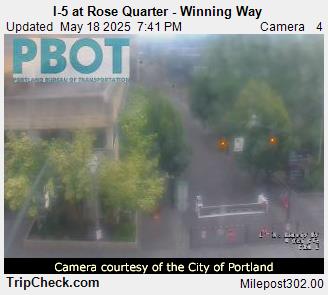 I-5 at Rose Quarter - Winning Way
Updated May 18 2025 7:41 PM Camera 4
PBOT
PORTLAND BUREAU OF TRANSPORTATION
Camera courtesy of the City of Portland
TripCheck.com Milepost302.00